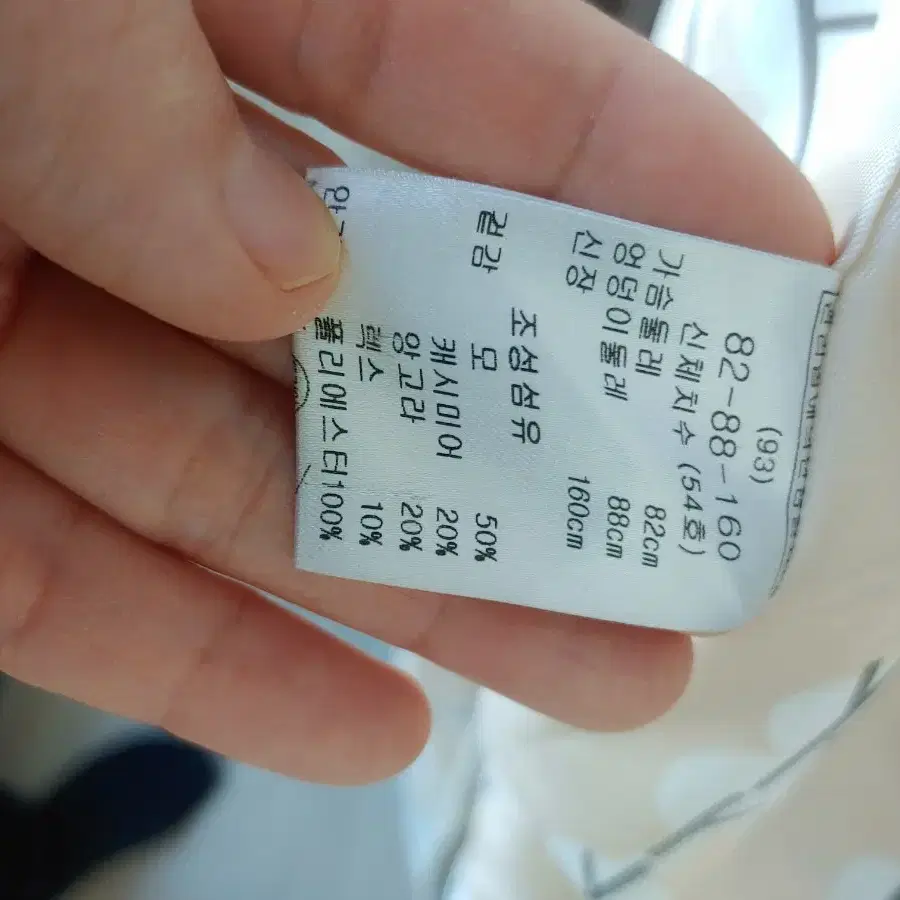 (93)
82-88-160
신체치수 (54호)
가슴둘레 82cm
엉덩이둘레 88cm
신장 160cm
조성섬유
겉감 모 50%
캐시미어 20%
앙고라 20%
렉스 10%
폴리에스터100%